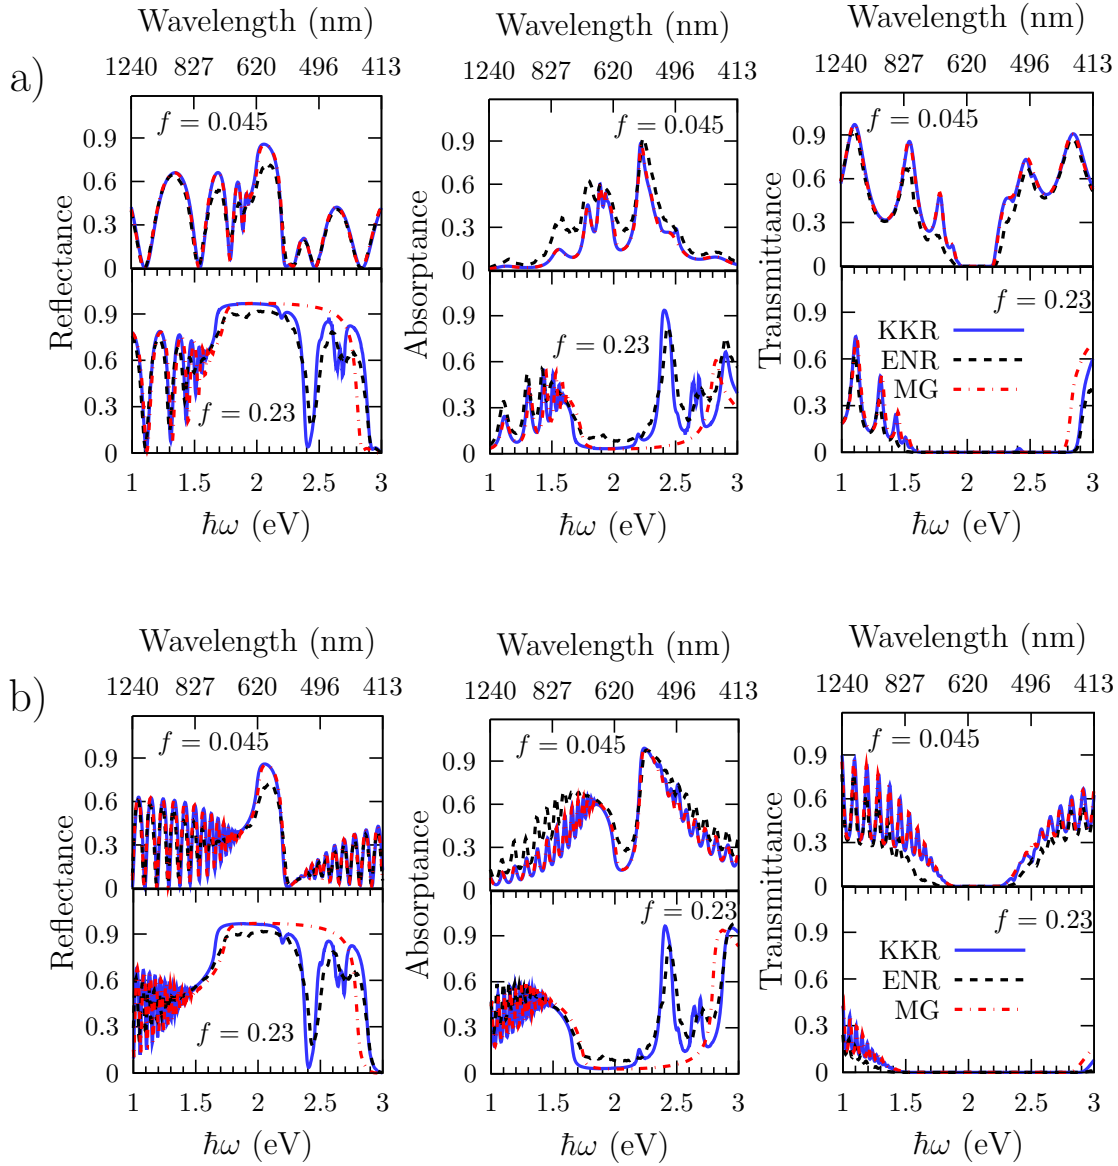 a)
Wavelength (nm)
1240 827 620 496 413
f = 0.045
0.9
0.6
0.3
0
Reflectance
0.9
0.6
0.3
0
f = 0.23
1 1.5 2 2.5 3
ħω (eV)
Wavelength (nm)
1240 827 620 496 413
f = 0.045
0.9
0.6
0.3
0
Absorptance
0.9
0.6
0.3
0
f = 0.23
1 1.5 2 2.5 3
ħω (eV)
Wavelength (nm)
1240 827 620 496 413
f = 0.045
0.9
0.6
0.3
0
Transmittance
0.9
0.6
0.3
0
f = 0.23
KKR
ENR
MG
1 1.5 2 2.5 3
ħω (eV)
b)
Wavelength (nm)
1240 827 620 496 413
f = 0.045
0.9
0.6
0.3
0
Reflectance
0.9
0.6
0.3
0
f = 0.23
1 1.5 2 2.5 3
ħω (eV)
Wavelength (nm)
1240 827 620 496 413
f = 0.045
0.9
0.6
0.3
0
Absorptance
0.9
0.6
0.3
0
f = 0.23
1 1.5 2 2.5 3
ħω (eV)
Wavelength (nm)
1240 827 620 496 413
f = 0.045
0.9
0.6
0.3
0
Transmittance
0.9
0.6
0.3
0
f = 0.23
KKR
ENR
MG
1 1.5 2 2.5 3
ħω (eV)